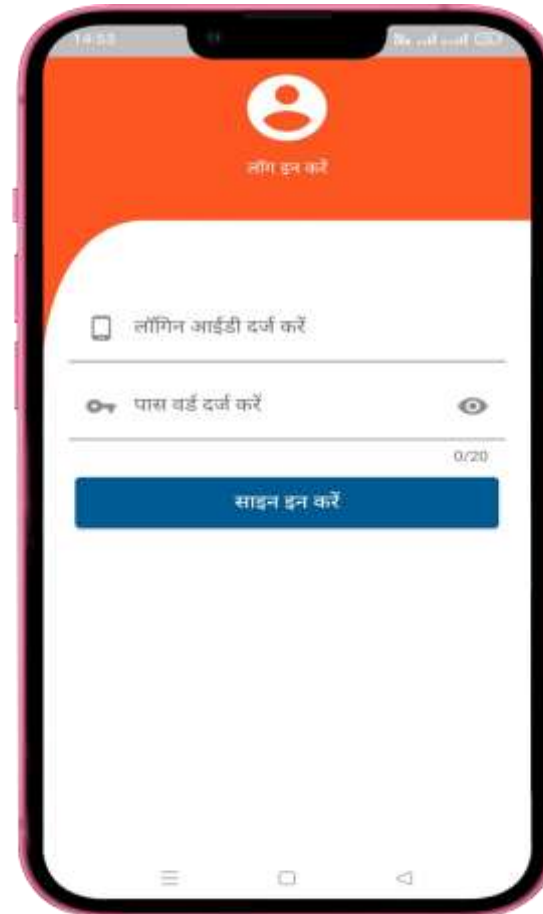 14:53
लॉग इन करें
लॉगिन आईडी दर्ज करें
पास वर्ड दर्ज करें
0/20
साइन इन करें